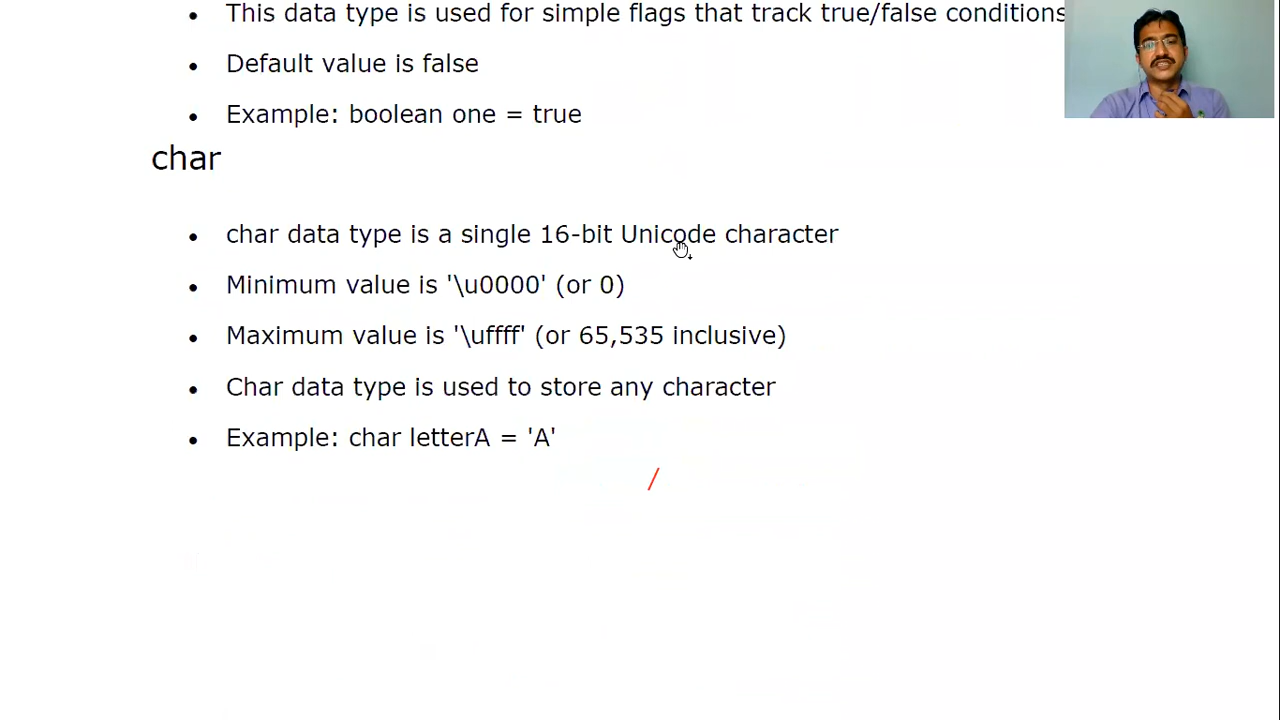 This data type is used for simple flags that track true/false conditions
Default value is false
Example: boolean one = true
char
char data type is a single 16-bit Unicode character
Minimum value is '\u0000' (or 0)
Maximum value is '\uffff' (or 65,535 inclusive)
Char data type is used to store any character
Example: char letterA = 'A'